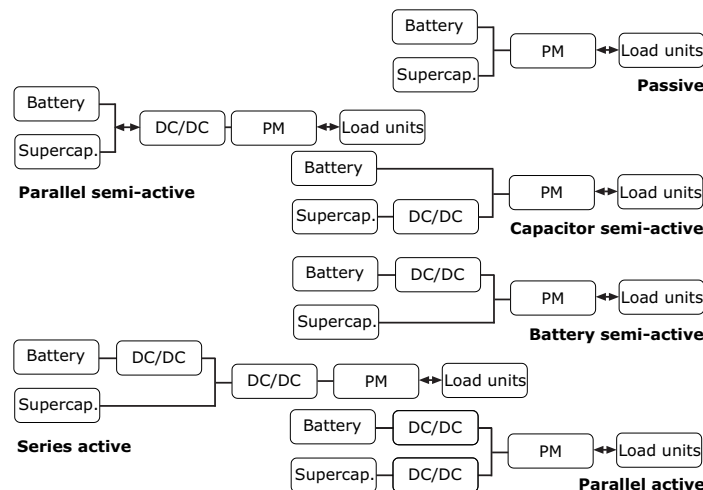 Battery
Supercap.
PM
Load units
Passive
Battery
Supercap.
DC/DC
PM
Load units
Parallel semi-active
Battery
Supercap.
DC/DC
PM
Load units
Capacitor semi-active
Battery
DC/DC
Supercap.
PM
Load units
Battery semi-active
Battery
DC/DC
Supercap.
DC/DC
PM
Load units
Series active
Battery
DC/DC
Supercap.
DC/DC
PM
Load units
Parallel active